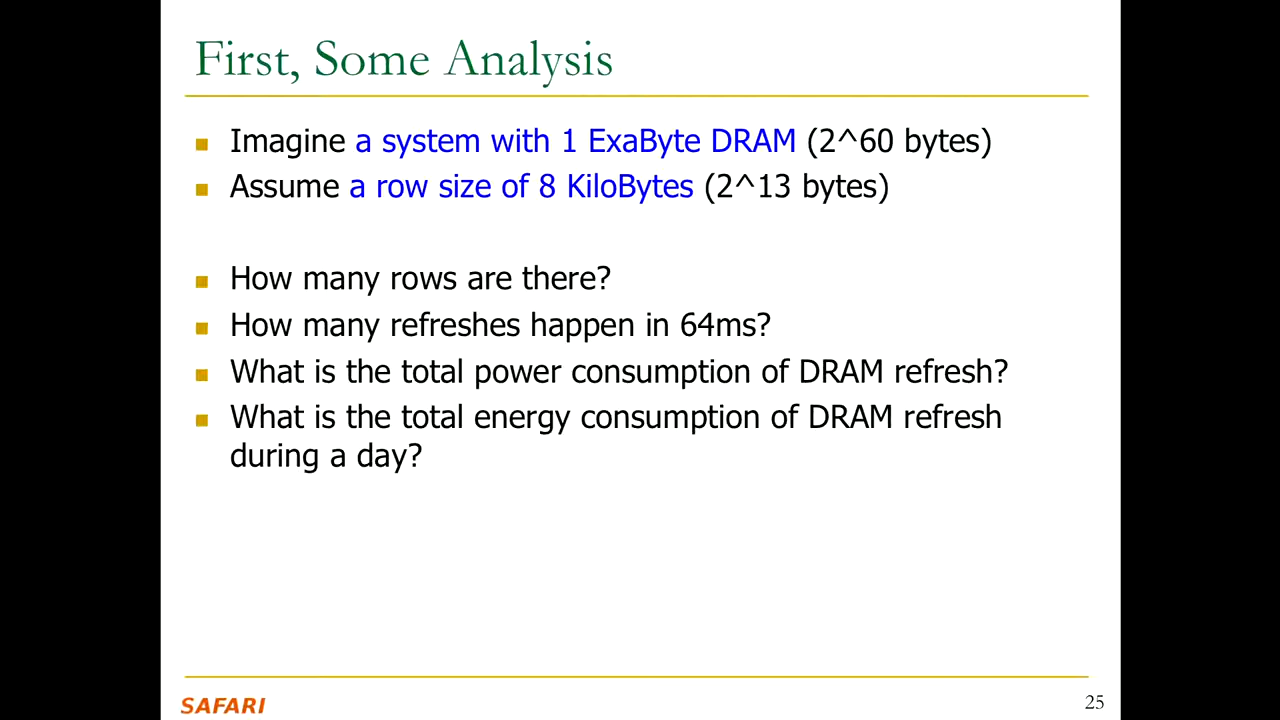 First, Some Analysis
Imagine a system with 1 ExaByte DRAM (2^60 bytes)
Assume a row size of 8 KiloBytes (2^13 bytes)
How many rows are there?
How many refreshes happen in 64ms?
What is the total power consumption of DRAM refresh?
What is the total energy consumption of DRAM refresh
during a day?
SAFARI
25